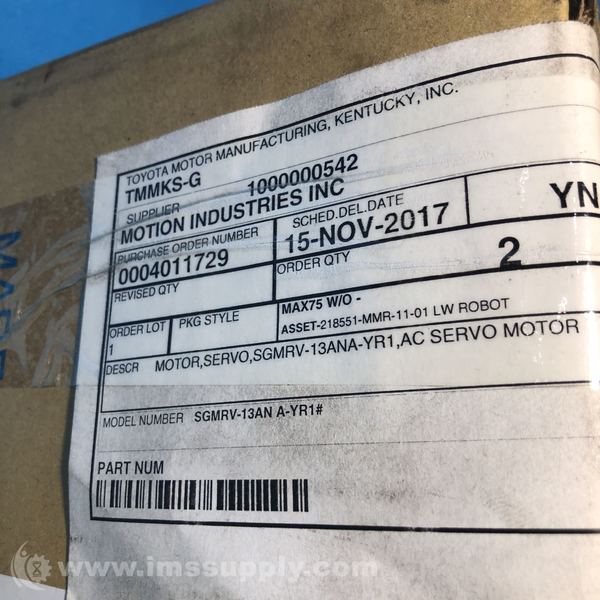 TOYOTA MOTOR MANUFACTURING, KENTUCKY, INC.
TMMKS-G
SUPPLIER 1000000542
MOTION INDUSTRIES INC
SCHED.DEL.DATE
15-NOV-2017
YN
PURCHASE ORDER NUMBER
0004011729
ORDER QTY
2
REVISED QTY
MAX75 W/O -
ORDER LOT
1
PKG STYLE
ASSET-218551-MMR-11-01 LW ROBOT
DESCR MOTOR,SERVO,SGMRV-13ANA-YR1,AC SERVO MOTOR
MODEL NUMBER SGMRV-13AN A-YR1#
PART NUM
www.imssupply.com